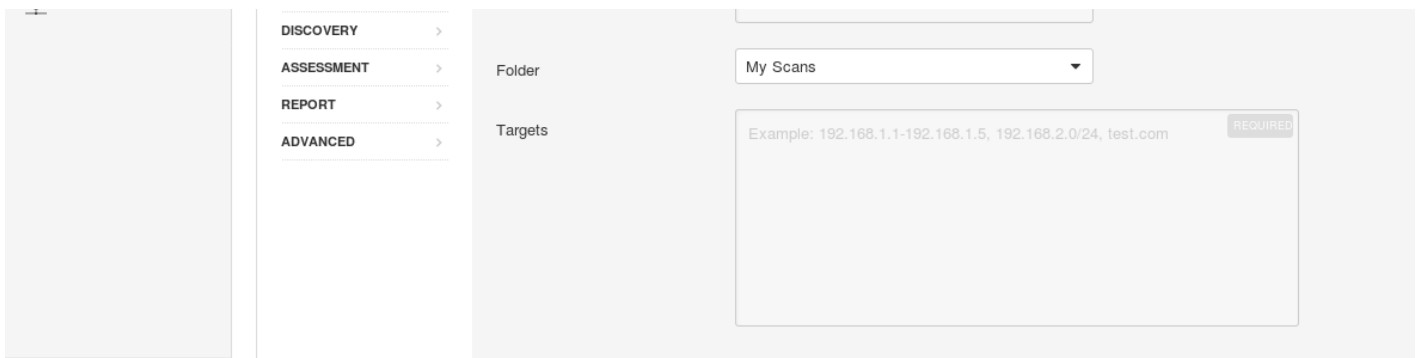 DISCOVERY
ASSESSMENT
REPORT
ADVANCED
Folder
My Scans
Targets
Example: 192.168.1.1-192.168.1.5, 192.168.2.0/24, test.com
REQUIRED